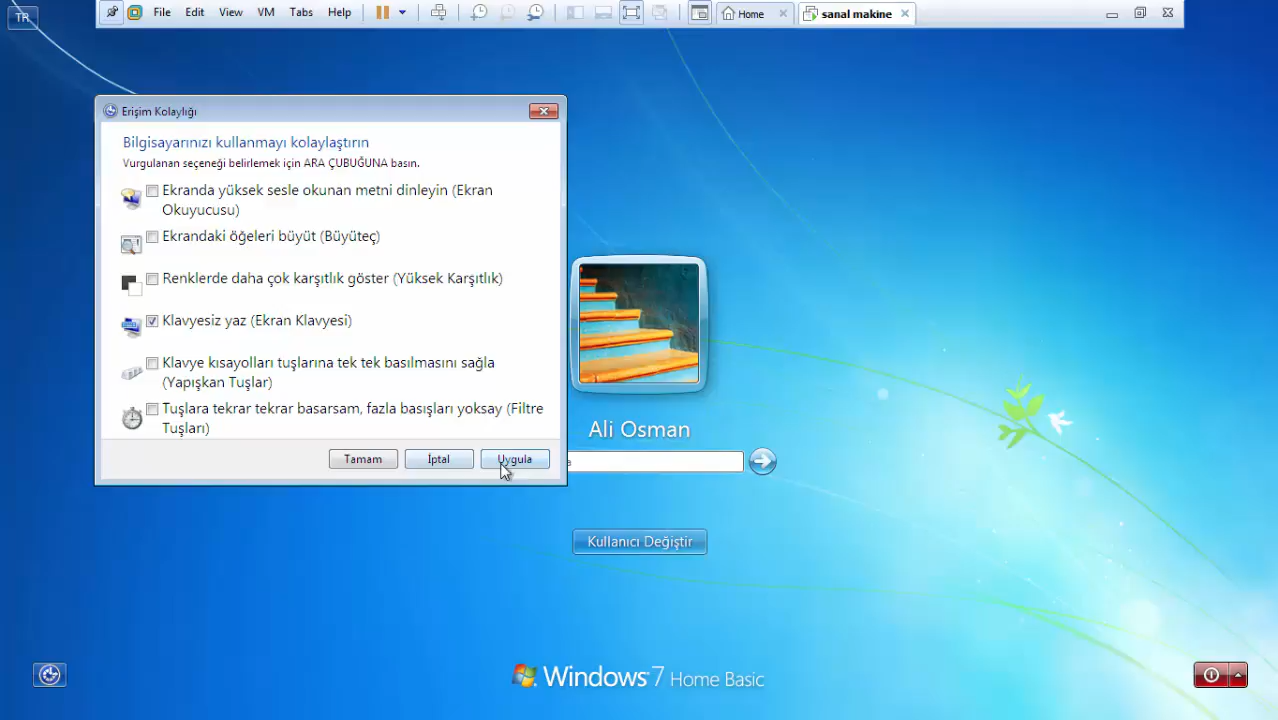 TR
File Edit View VM Tabs Help
Home
sanal makine
Erişim Kolaylığı
Bilgisayarınızı kullanmayı kolaylaştırın
Vurgulanan seçeneği belirlemek için ARA ÇUBUĞUNA basın.
Ekranda yüksek sesle okunan metni dinleyin (Ekran
Okuyucusu)
Ekrandaki öğeleri büyüt (Büyüteç)
Renklerde daha çok karşıtlık göster (Yüksek Karşıtlık)
Klavyesiz yaz (Ekran Klavyesi)
Klavye kısayolları tuşlarına tek tek basılmasını sağla
(Yapışkan Tuşlar)
Tuşlara tekrar tekrar basarsam, fazla basışları yoksay (Filtre
Tuşları)
Tamam İptal Uygula
Ali Osman
Kullanıcı Değiştir
Windows 7 Home Basic